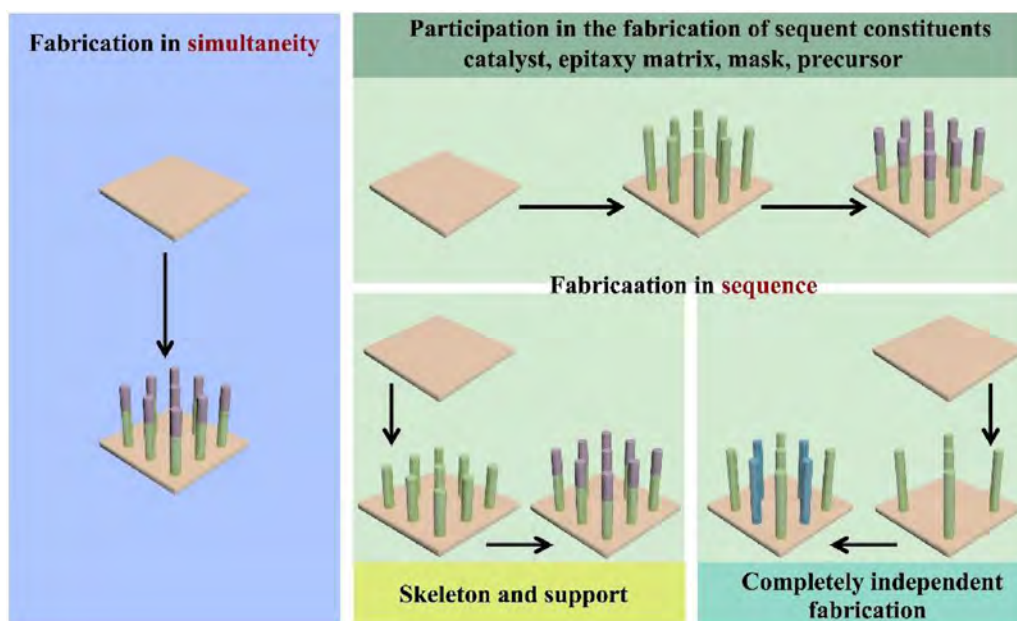 Fabrication in simultaneity
Participation in the fabrication of sequent constituents
catalyst, epitaxy matrix, mask, precursor
Fabricaation in sequence
Skeleton and support
Completely independent
fabrication